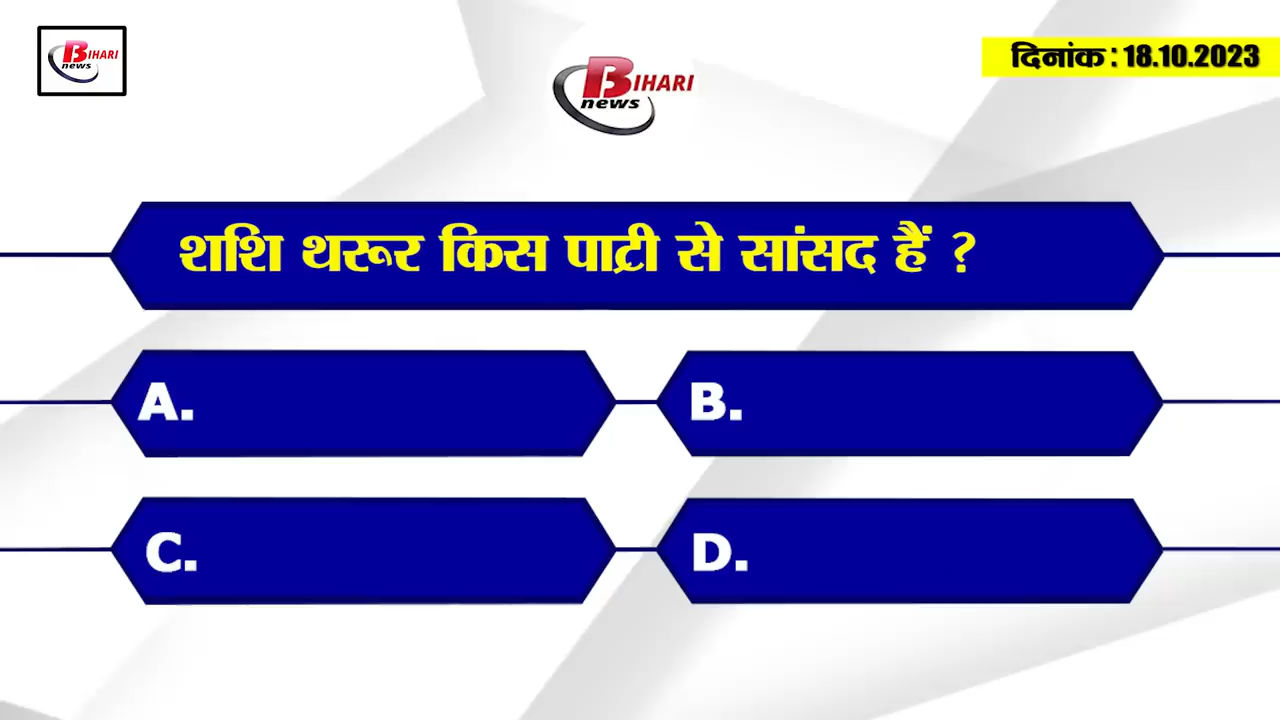 BIHARI
news
BIHARI
news
दिनांक : 18.10.2023
शशि थरूर किस पाट्री से सांसद हैं ?
A.
B.
C.
D.